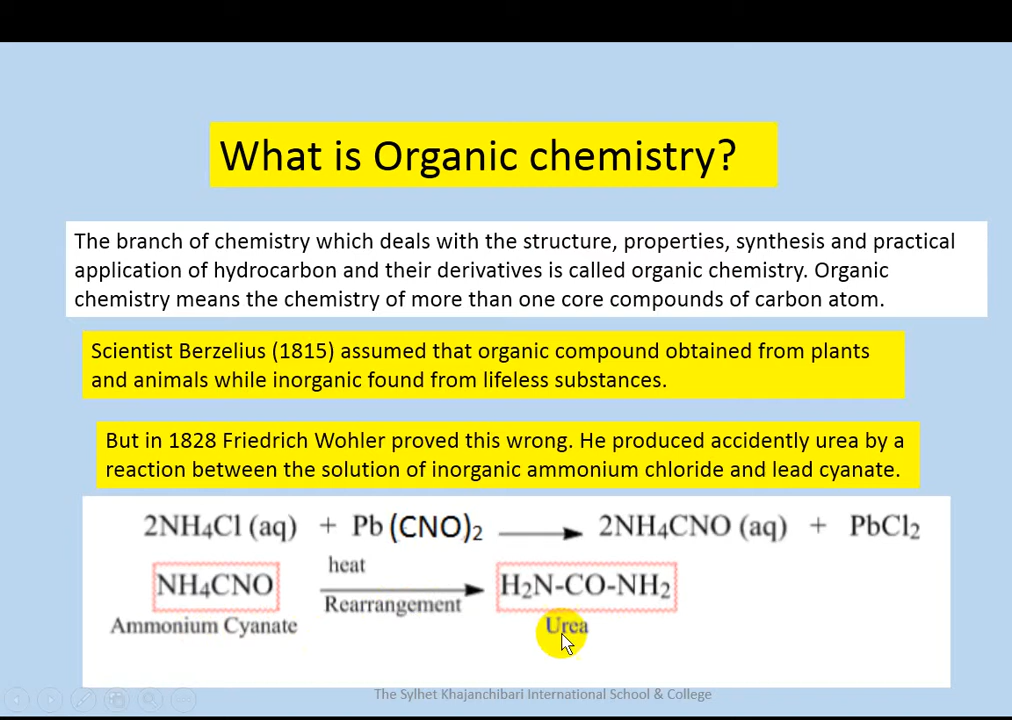 What is Organic chemistry?
The branch of chemistry which deals with the structure, properties, synthesis and practical
application of hydrocarbon and their derivatives is called organic chemistry. Organic
chemistry means the chemistry of more than one core compounds of carbon atom.
Scientist Berzelius (1815) assumed that organic compound obtained from plants
and animals while inorganic found from lifeless substances.
But in 1828 Friedrich Wohler proved this wrong. He produced accidently urea by a
reaction between the solution of inorganic ammonium chloride and lead cyanate.
2NH₄Cl (aq) + Pb (CNO)₂ ⟶ 2NH₄CNO (aq) + PbCl₂
heat
NH₄CNO ⟶ H₂N-CO-NH₂
Rearrangement
Ammonium Cyanate Urea
The Sylhet Khajanchibari International School & College